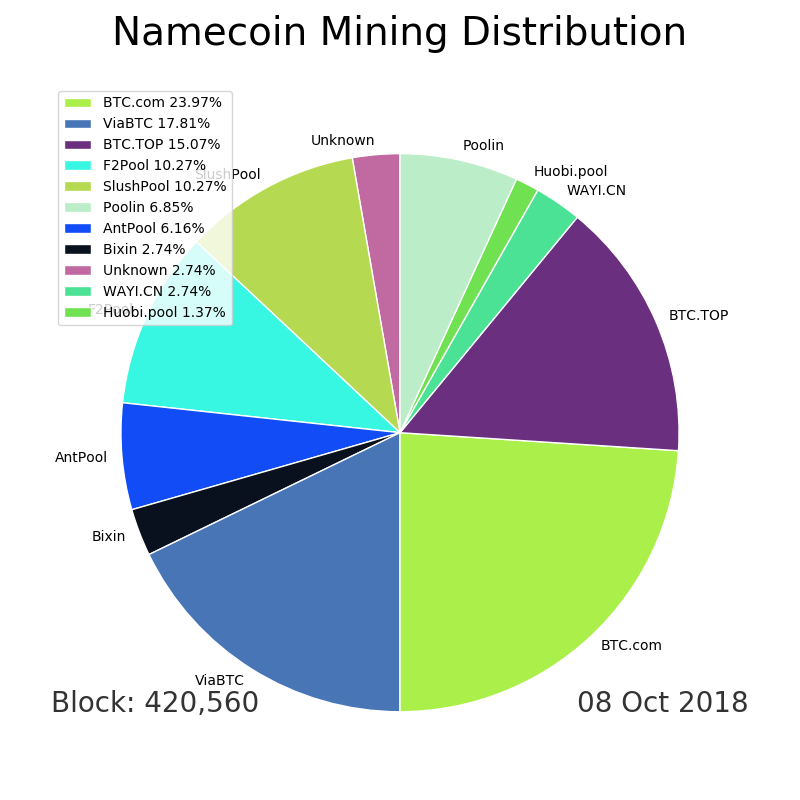 Namecoin Mining Distribution
BTC.com 23.97%
ViaBTC 17.81%
BTC.TOP 15.07%
F2Pool 10.27%
SlushPool 10.27%
Poolin 6.85%
AntPool 6.16%
Bixin 2.74%
Unknown 2.74%
WAYI.CN 2.74%
Huobi.pool 1.37%
Unknown
Poolin
Huobi.pool
WAYI.CN
SlushPool
F2Pool
BTC.TOP
AntPool
Bixin
BTC.com
ViaBTC
Block: 420,560
08 Oct 2018